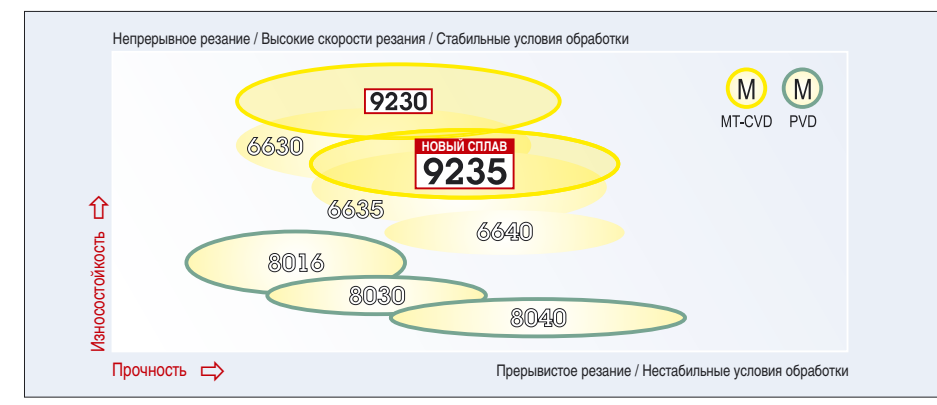 Непрерывное резание / Высокие скорости резания / Стабильные условия обработки
9230
M M
MT-CVD PVD
6630
НОВЫЙ СПЛАВ
9235
6635
6640
8016
8030
8040
Износостойкость
Прочность
Прерывистое резание / Нестабильные условия обработки